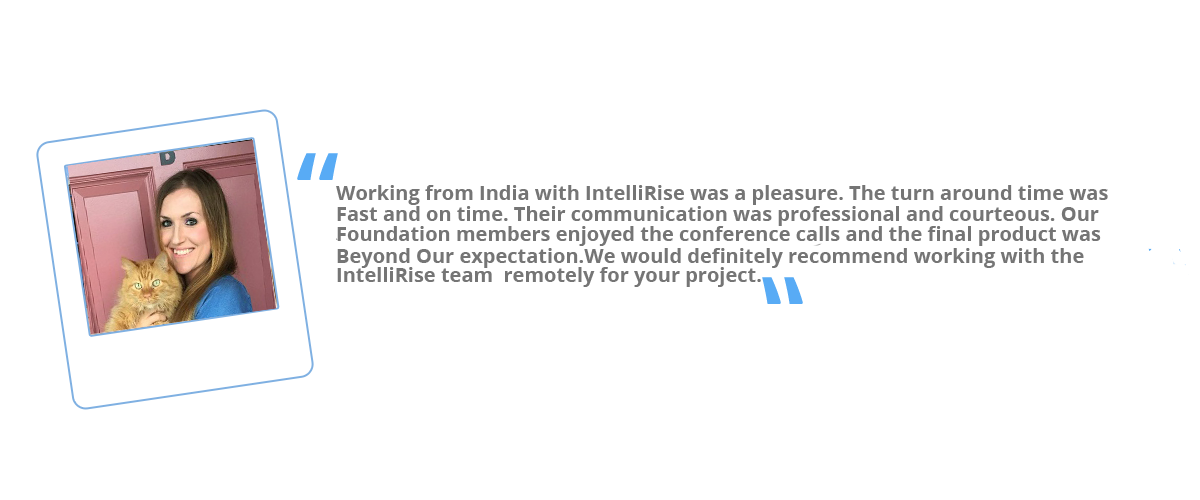 D
Working from India with IntelliRise was a pleasure. The turn around time was
Fast and on time. Their communication was professional and courteous. Our
Foundation members enjoyed the conference calls and the final product was
Beyond Our expectation.We would definitely recommend working with the
IntelliRise team  remotely for your project.